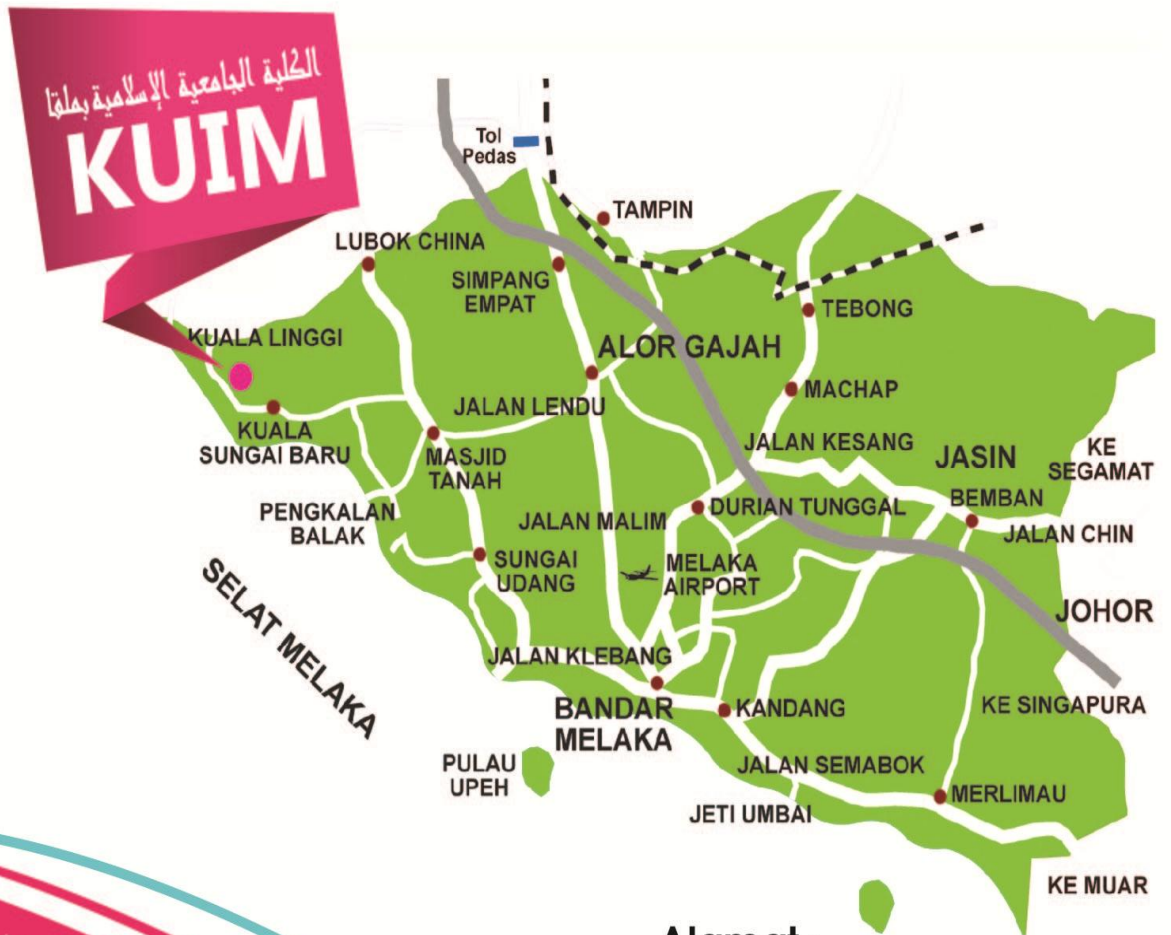 الكلية الجامعية الإسلامية بملقا
KUIM
Tol
Pedas
TAMPIN
LUBOK CHINA
SIMPANG
EMPAT
TEBONG
KUALA LINGGI
ALOR GAJAH
MACHAP
JALAN LENDU
KUALA
SUNGAI BARU
MASJID
TANAH
JALAN KESANG
JASIN
KE
SEGAMAT
BEMBAN
PENGKALAN
BALAK
JALAN MALIM
DURIAN TUNGGAL
JALAN CHIN
SUNGAI
UDANG
MELAKA
AIRPORT
SELAT MELAKA
JOHOR
JALAN KLEBANG
BANDAR
MELAKA
KANDANG
KE SINGAPURA
PULAU
UPEH
JALAN SEMABOK
MERLIMAU
JETI UMBAI
KE MUAR
Alamat